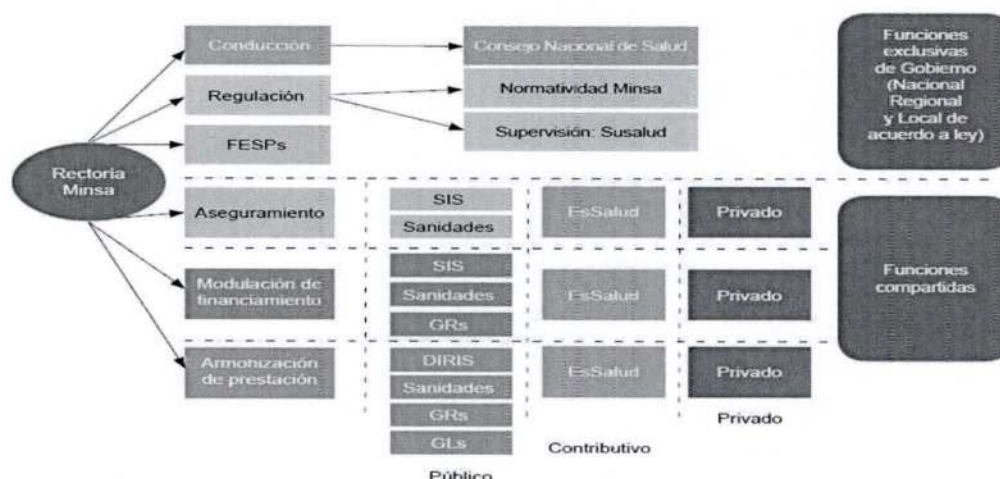 Conducción
Consejo Nacional de Salud
Funciones
exclusivas
de Gobierno
(Nacional
Regional
y Local de
acuerdo a ley)
Regulación
Normatividad Minsa
Supervisión: Susalud
FESPs
Rectoría
Minsa
Aseguramiento
SIS
Sanidades
EsSalud
Privado
Modulación de
financiamiento
SIS
Sanidades
GRs
EsSalud
Privado
Funciones
compartidas
Armonización
de prestación
DIRIS
Sanidades
GRs
GLs
EsSalud
Privado
Privado
Contributivo
Público